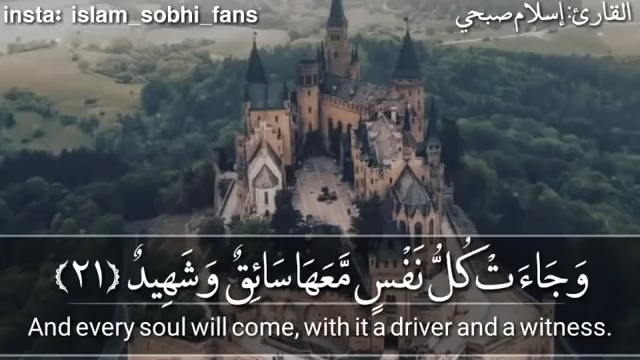 insta: islam_sobhi_fans
القارئ: إسلام صبحي
وَجَاءَتْ كُلُّ نَفْسٍ مَّعَهَا سَائِقٌ وَشَهِيدٌ ﴿٢١﴾
And every soul will come, with it a driver and a witness.